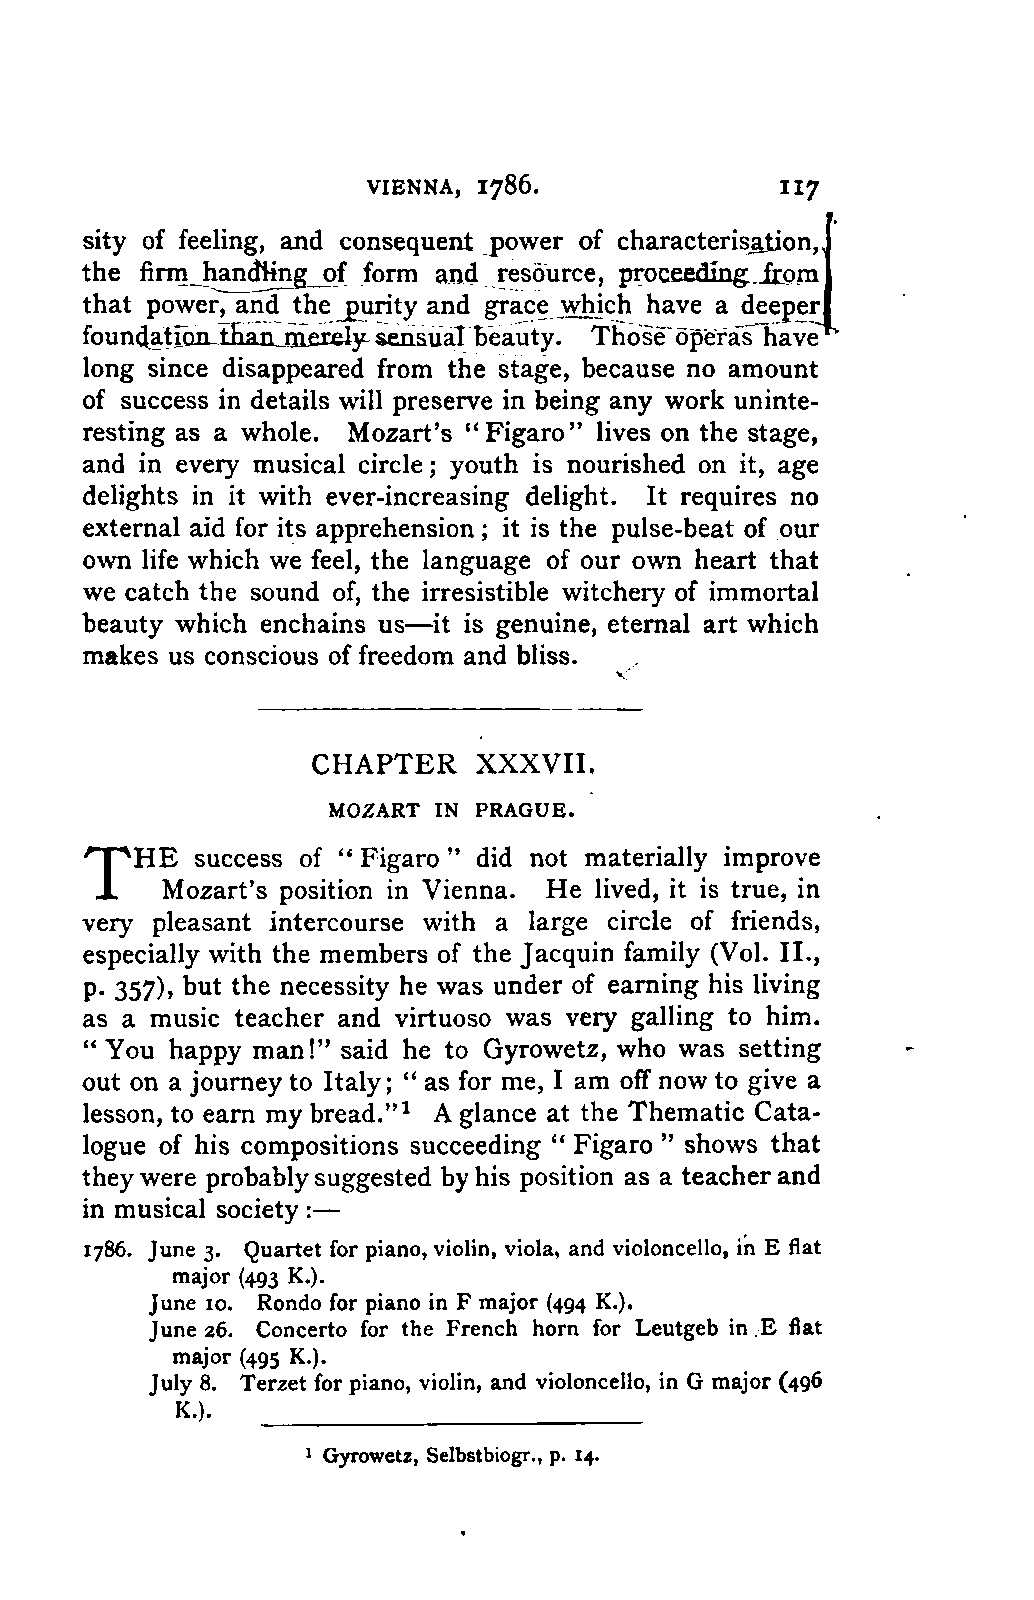 VIENNA, 1786. 117
sity of feeling, and consequent power of characterisation,
the firm handling of form and resource, proceeding from
that power, and the purity and grace which have a deeper
foundation than merely sensual beauty. Those operas have
long since disappeared from the stage, because no amount
of success in details will preserve in being any work uninte-
resting as a whole. Mozart's “Figaro” lives on the stage,
and in every musical circle; youth is nourished on it, age
delights in it with ever-increasing delight. It requires no
external aid for its apprehension; it is the pulse-beat of our
own life which we feel, the language of our own heart that
we catch the sound of, the irresistible witchery of immortal
beauty which enchains us—it is genuine, eternal art which
makes us conscious of freedom and bliss.
CHAPTER XXXVII.
MOZART IN PRAGUE.
THE success of “Figaro” did not materially improve
Mozart's position in Vienna. He lived, it is true, in
very pleasant intercourse with a large circle of friends,
especially with the members of the Jacquin family (Vol. II.,
p. 357), but the necessity he was under of earning his living
as a music teacher and virtuoso was very galling to him.
“You happy man!” said he to Gyrowetz, who was setting
out on a journey to Italy; “as for me, I am off now to give a
lesson, to earn my bread.”¹ A glance at the Thematic Cata-
logue of his compositions succeeding “Figaro” shows that
they were probably suggested by his position as a teacher and
in musical society:—
1786. June 3. Quartet for piano, violin, viola, and violoncello, in E flat
major (493 K.).
June 10. Rondo for piano in F major (494 K.).
June 26. Concerto for the French horn for Leutgeb in E flat
major (495 K.).
July 8. Terzet for piano, violin, and violoncello, in G major (496
K.).
¹ Gyrowetz, Selbstbiogr., p. 14.